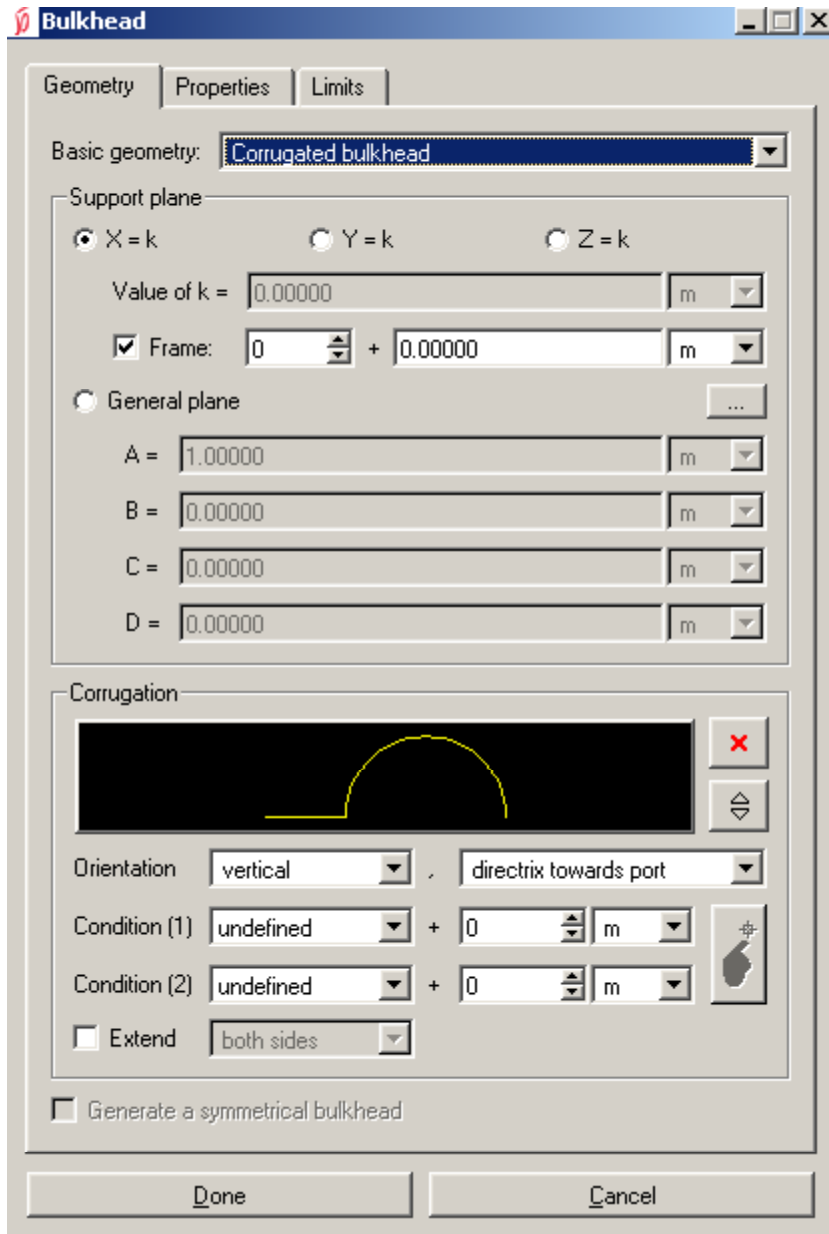 Bulkhead
Geometry Properties Limits
Basic geometry: Corrugated bulkhead
Support plane
X = k Y = k Z = k
Value of k = 0.00000 m
Frame: 0 + 0.00000 m
General plane ...
A = 1.00000 m
B = 0.00000 m
C = 0.00000 m
D = 0.00000 m
Corrugation
Orientation vertical , directrix towards port
Condition (1) undefined + 0 m
Condition (2) undefined + 0 m
Extend both sides
Generate a symmetrical bulkhead
Done Cancel